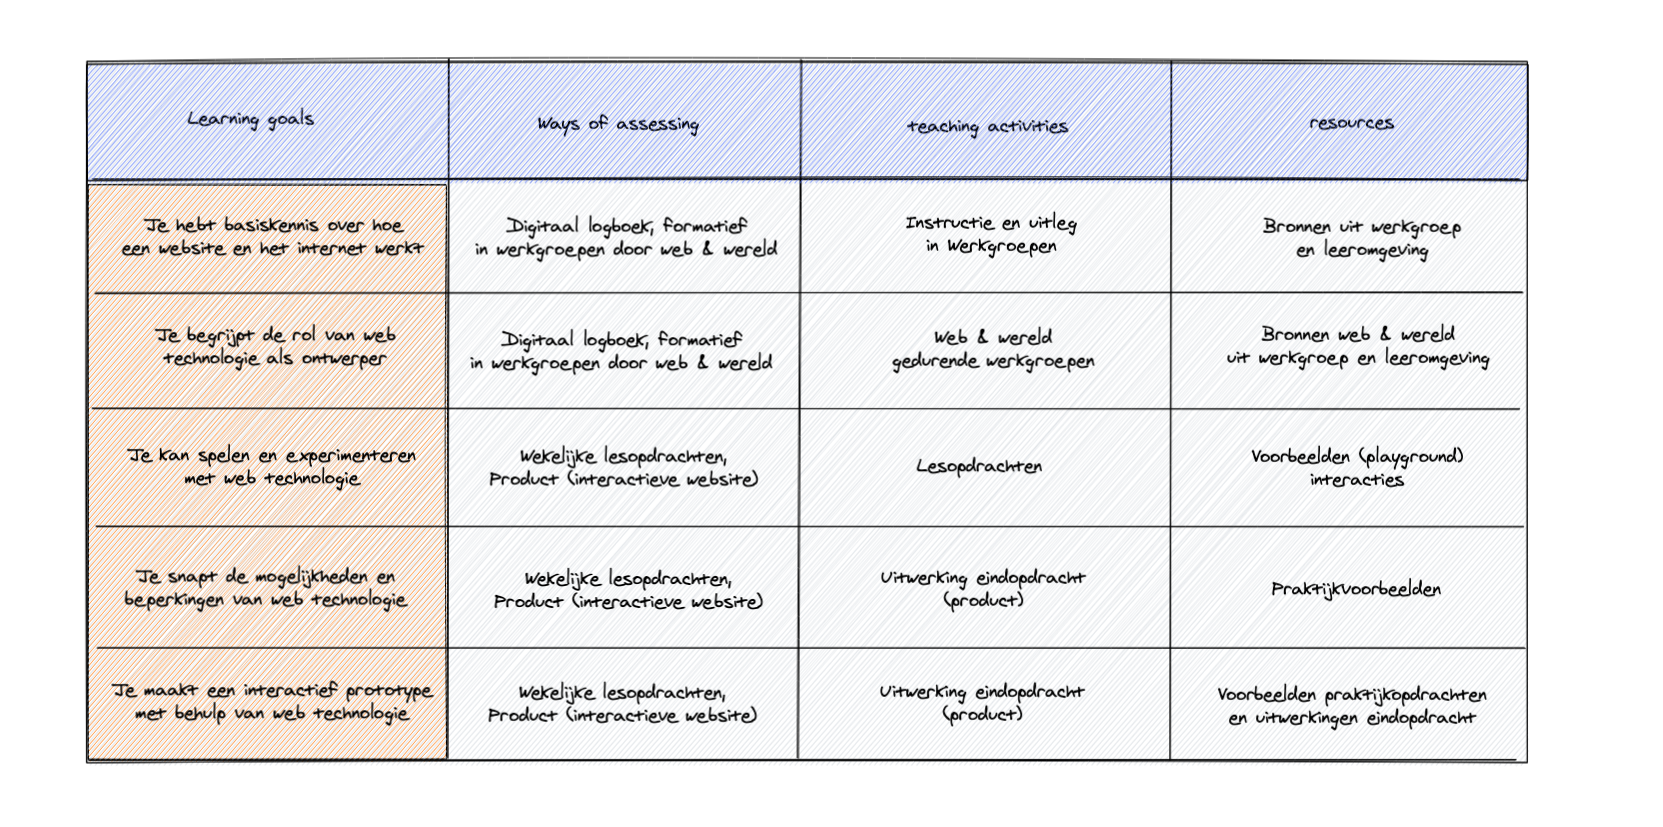 Learning goals
Ways of assessing
teaching activities
resources
Je hebt basiskennis over hoe
een website en het internet werkt
Digitaal logboek, formatief
in werkgroepen door web & wereld
Instructie en uitleg
in Werkgroepen
Bronnen uit werkgroep
en leeromgeving
Je begrijpt de rol van web
technologie als ontwerper
Digitaal logboek, formatief
in werkgroepen door web & wereld
Web & wereld
gedurende werkgroepen
Bronnen web & wereld
uit werkgroep en leeromgeving
Je kan spelen en experimenteren
met web technologie
Wekelijke lesopdrachten,
Product (interactieve website)
Lesopdrachten
Voorbeelden (playground)
interacties
Je snapt de mogelijkheden en
beperkingen van web technologie
Wekelijke lesopdrachten,
Product (interactieve website)
Uitwerking eindopdracht
(product)
Praktijkvoorbeelden
Je maakt een interactief prototype
met behulp van web technologie
Wekelijke lesopdrachten,
Product (interactieve website)
Uitwerking eindopdracht
(product)
Voorbeelden praktijkopdrachten
en uitwerkingen eindopdracht